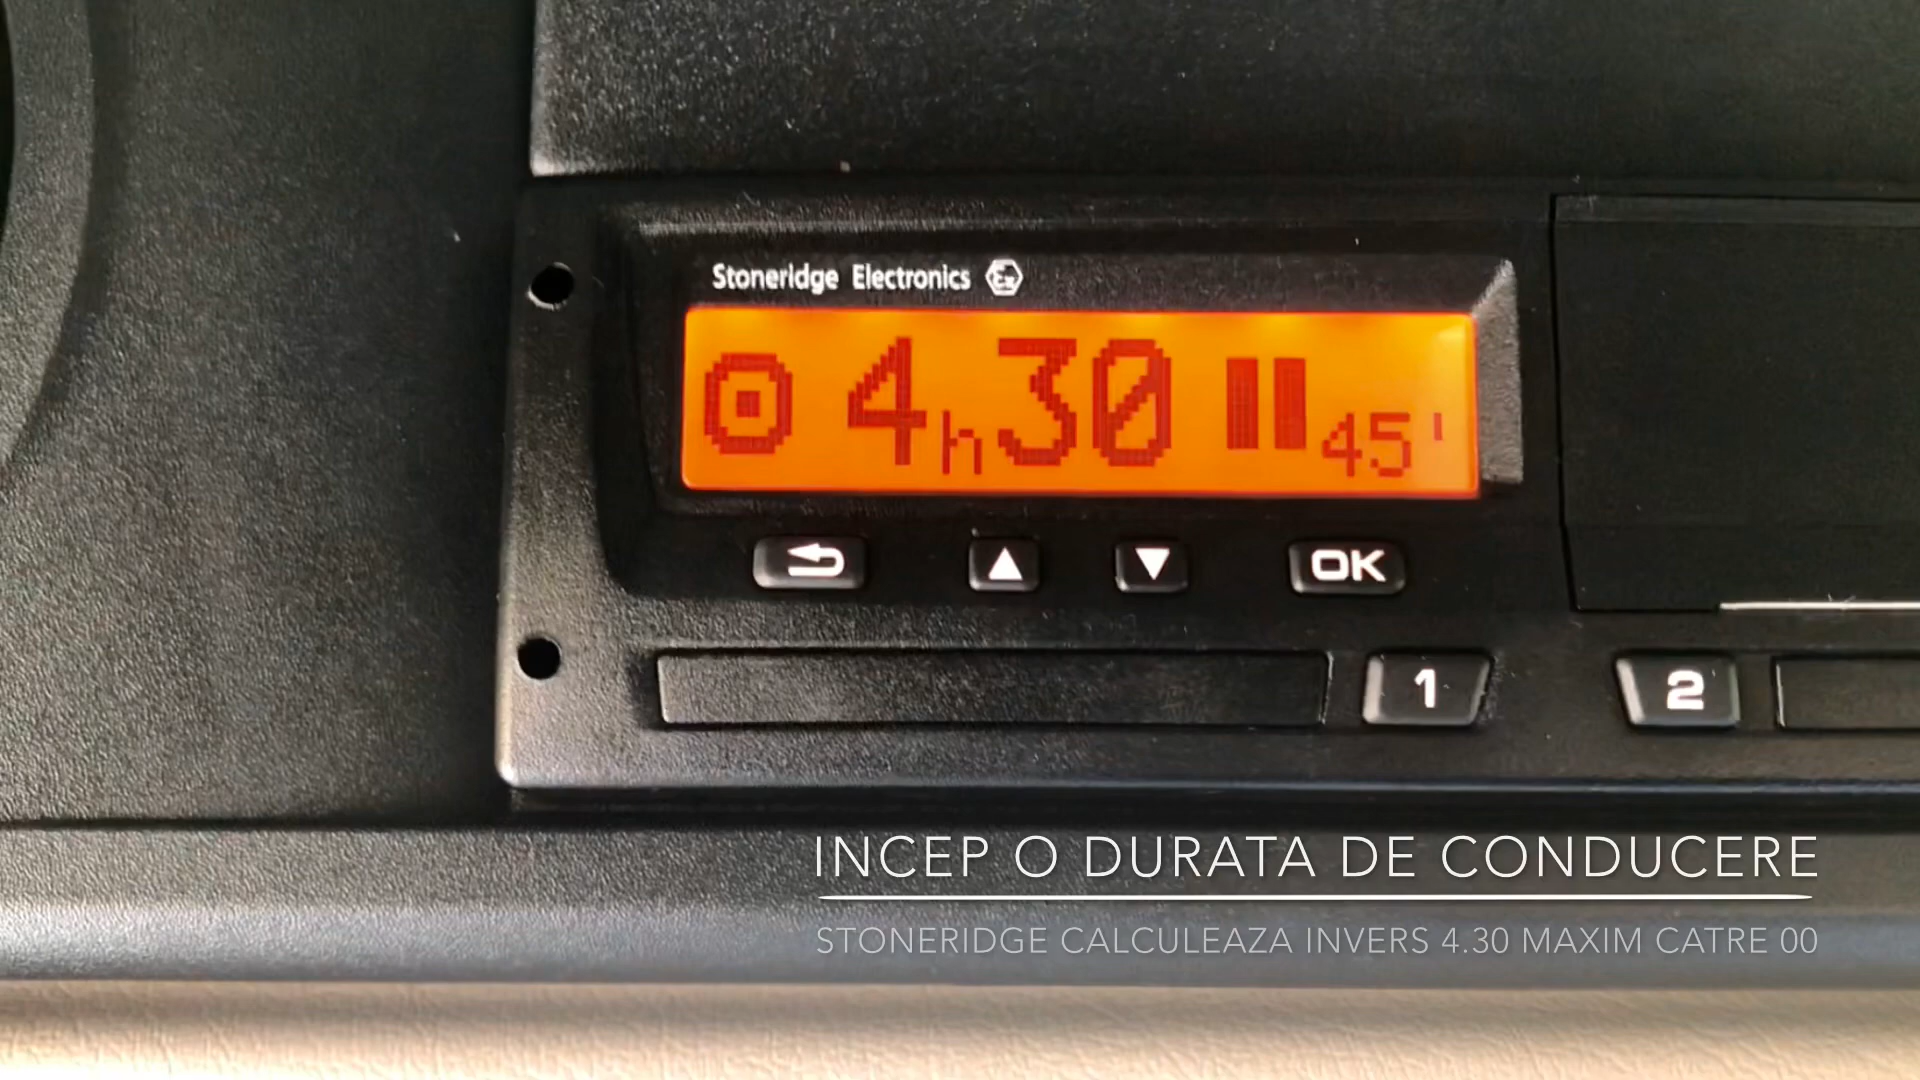 Stoneridge Electronics Ex
4h30 45'
OK
1 2
INCEP O DURATA DE CONDUCERE
STONERIDGE CALCULEAZA INVERS 4.30 MAXIM CATRE 00